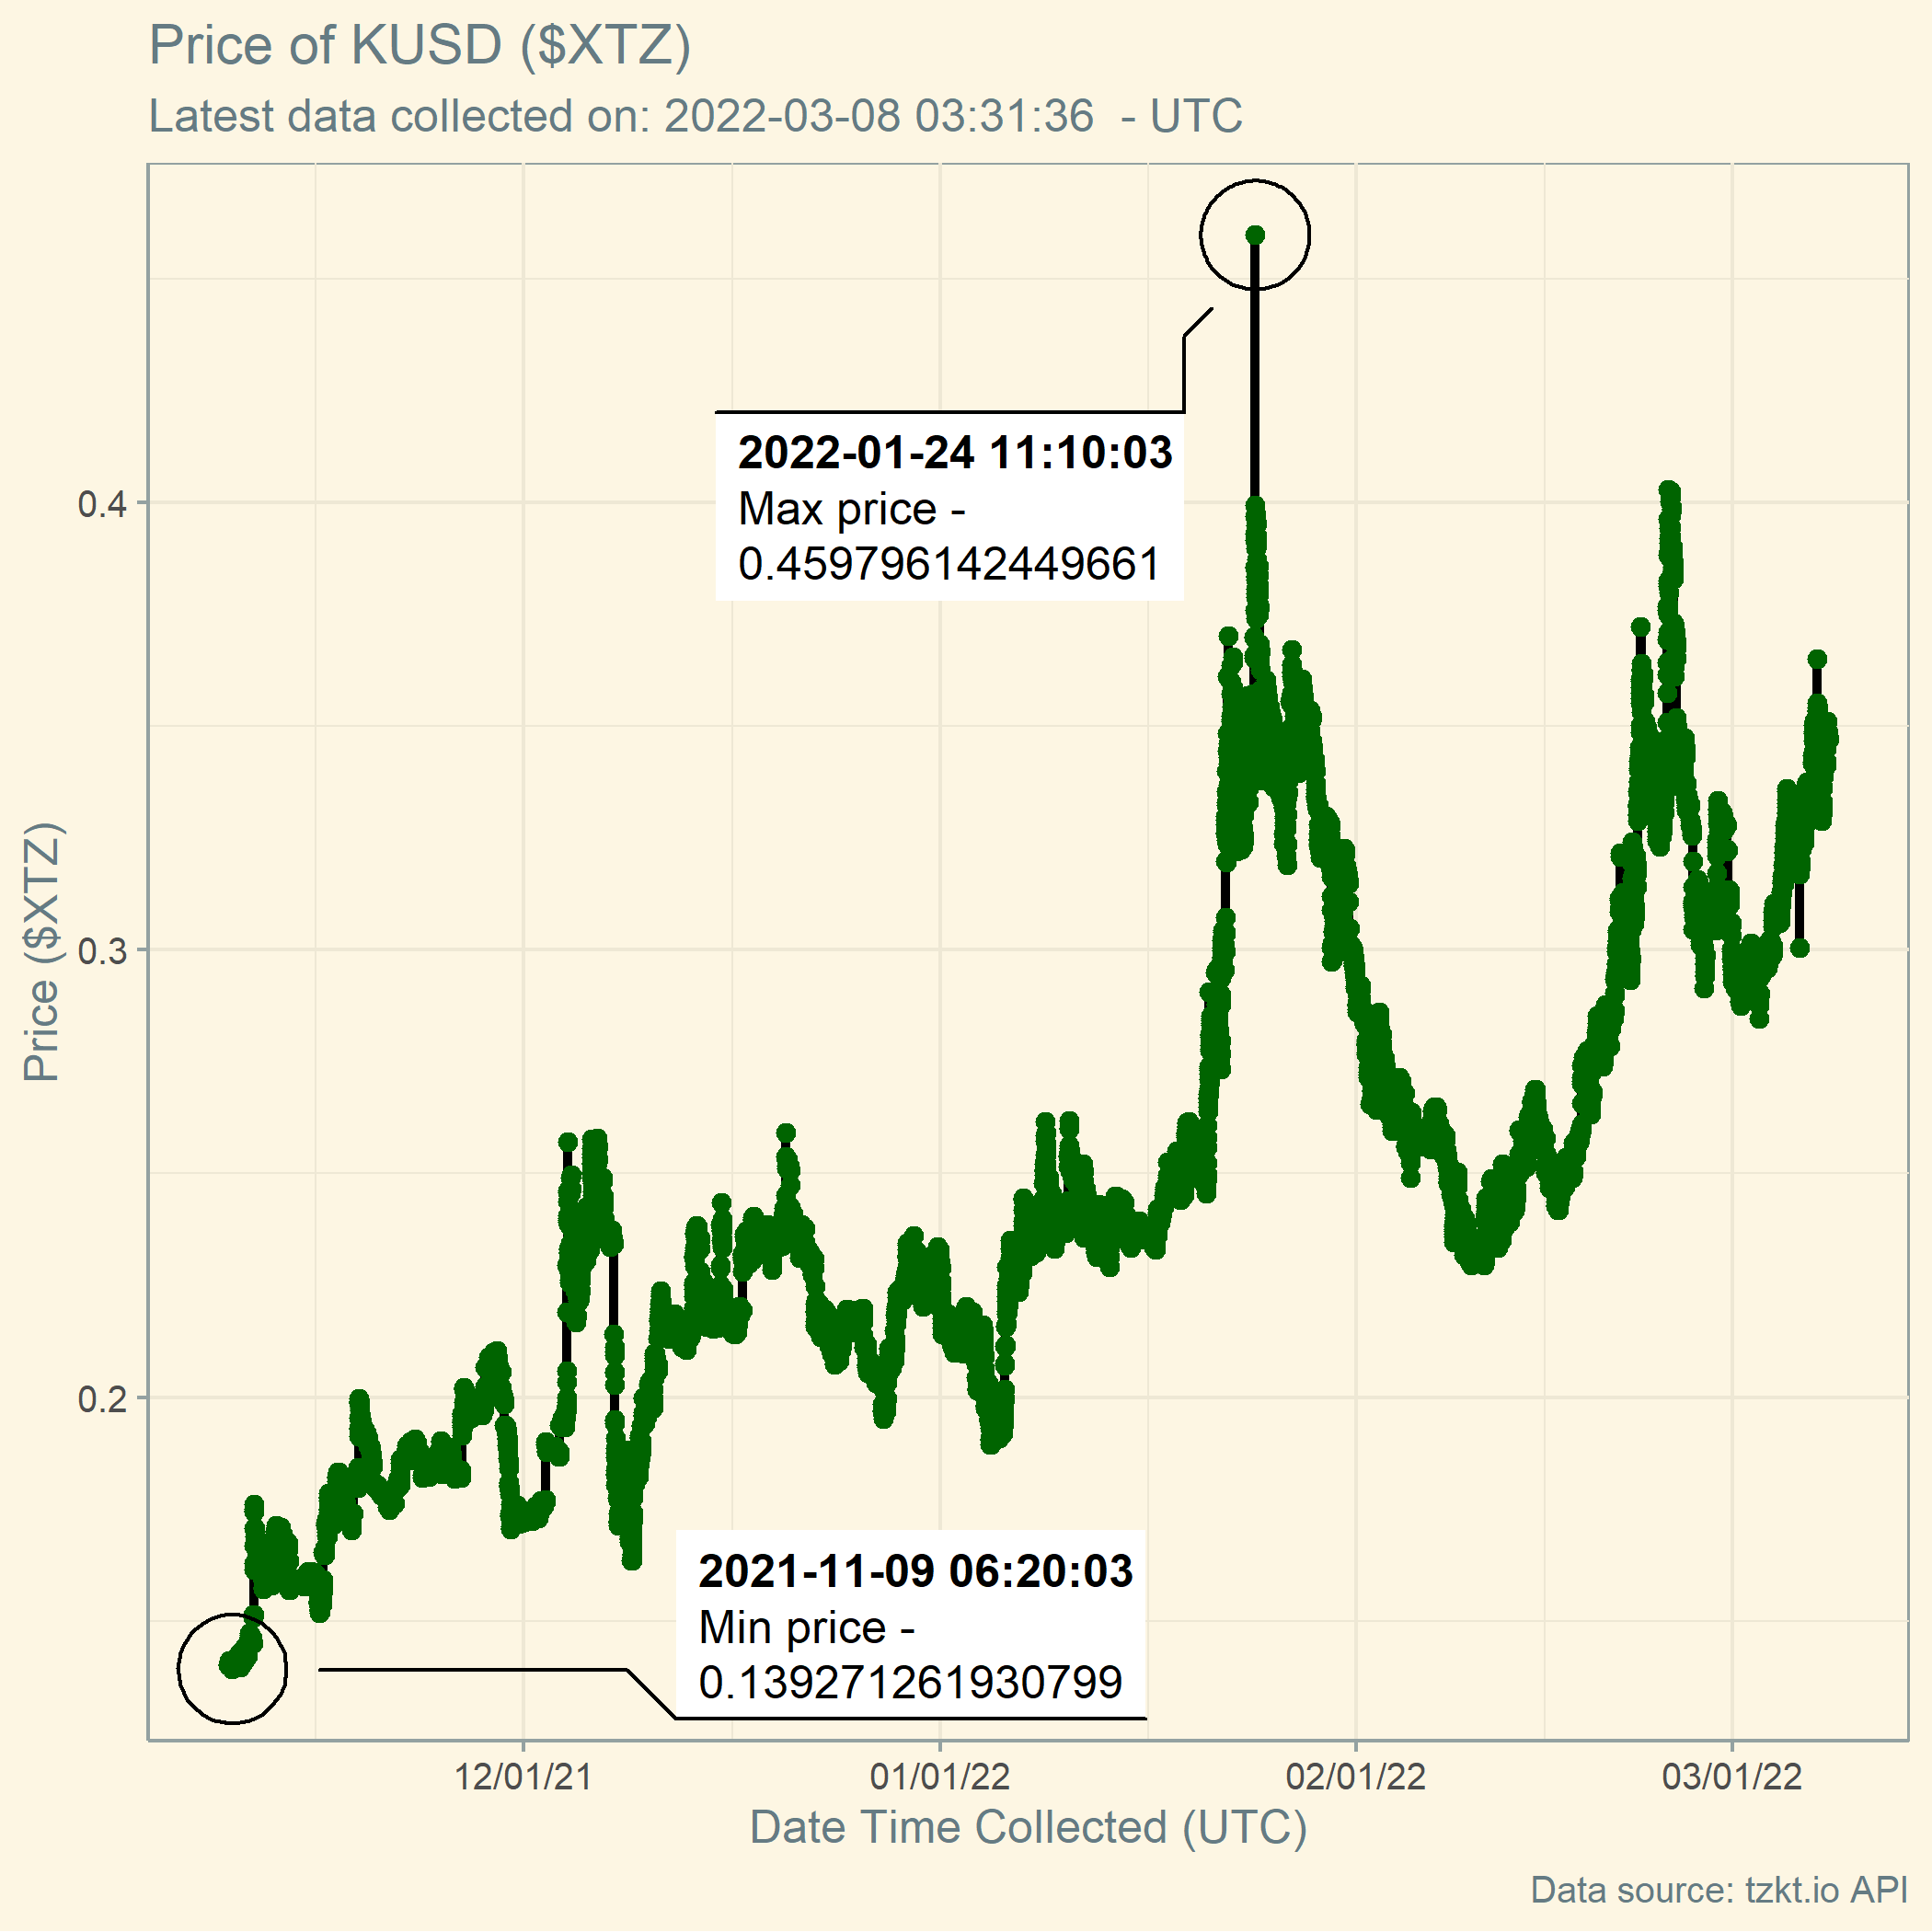 Price of KUSD ($XTZ)
Latest data collected on: 2022-03-08 03:31:36  - UTC
2022-01-24 11:10:03
Max price -
0.459796142449661
0.4
0.3
0.2
Price ($XTZ)
2021-11-09 06:20:03
Min price -
0.139271261930799
12/01/21
01/01/22
02/01/22
03/01/22
Date Time Collected (UTC)
Data source: tzkt.io API